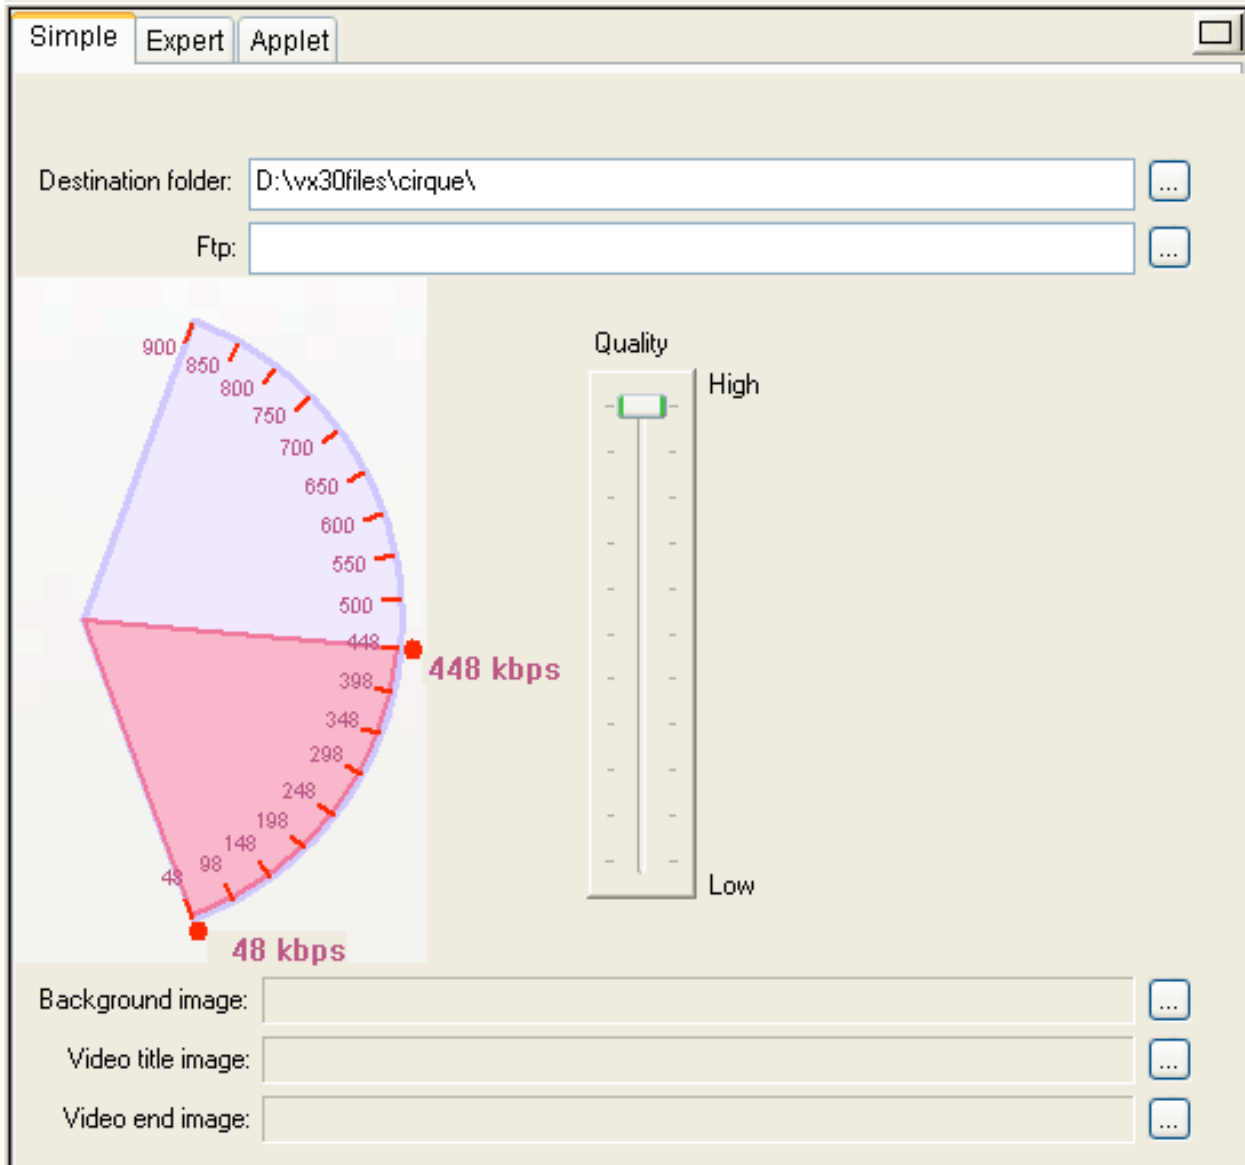 Simple Expert Applet
Destination folder: D:\vx30files\cirque\ ...
Ftp: ...
900
850
800
750
700
650
600
550
500
448
398
348
298
248
198
148
98
48
448 kbps
48 kbps
Quality
High
Low
Background image: ...
Video title image: ...
Video end image: ...